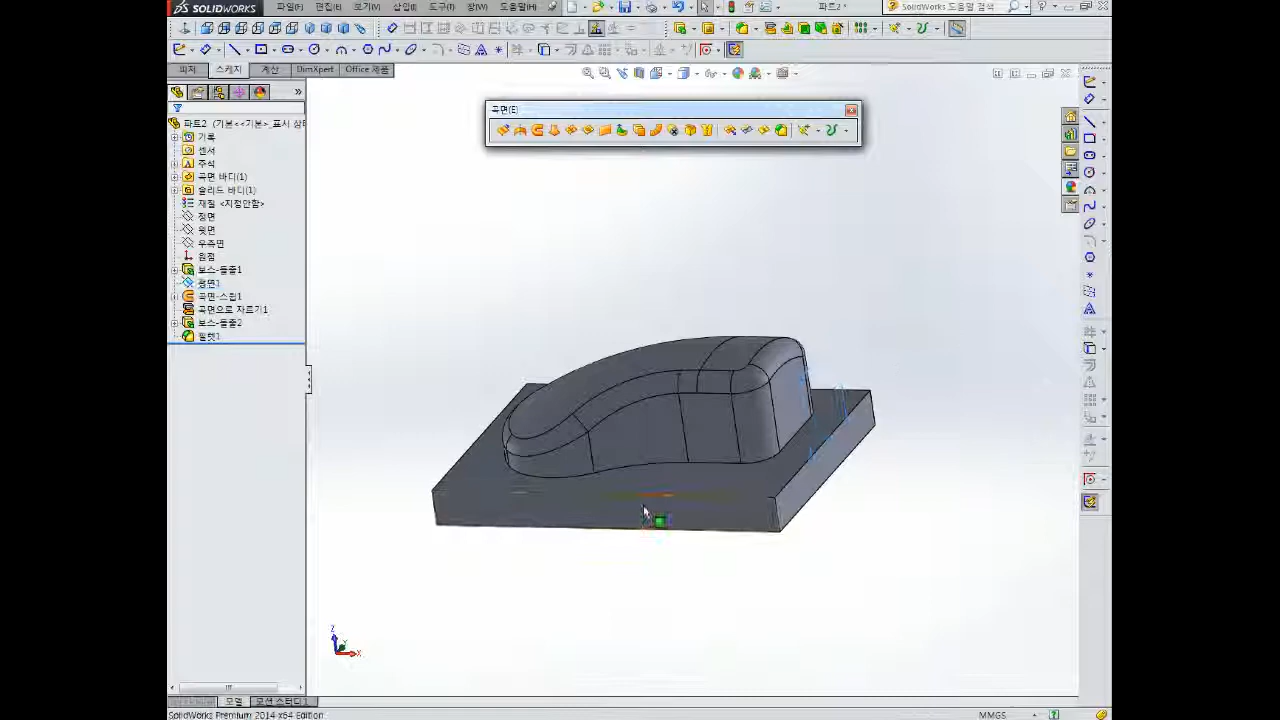 SOLIDWORKS
파일(F) 편집(E) 보기(V) 삽입(I) 도구(T) 창(W) 도움말(H)
파트2 *
SolidWorks 도움말 검색
피처 스케치 계산 DimXpert Office 제품
곡면(E)
파트2 (기본<<기본>_표시 상태
기록
센서
주석
곡면 바디(1)
솔리드 바디(1)
재질 <지정안함>
정면
윗면
우측면
원점
보스-돌출1
평면1
곡면-스윕1
곡면으로 자르기1
보스-돌출2
필렛1
Z
Y
X
모델 모션 스터디 1
SolidWorks Premium 2014 x64 Edition
MMGS